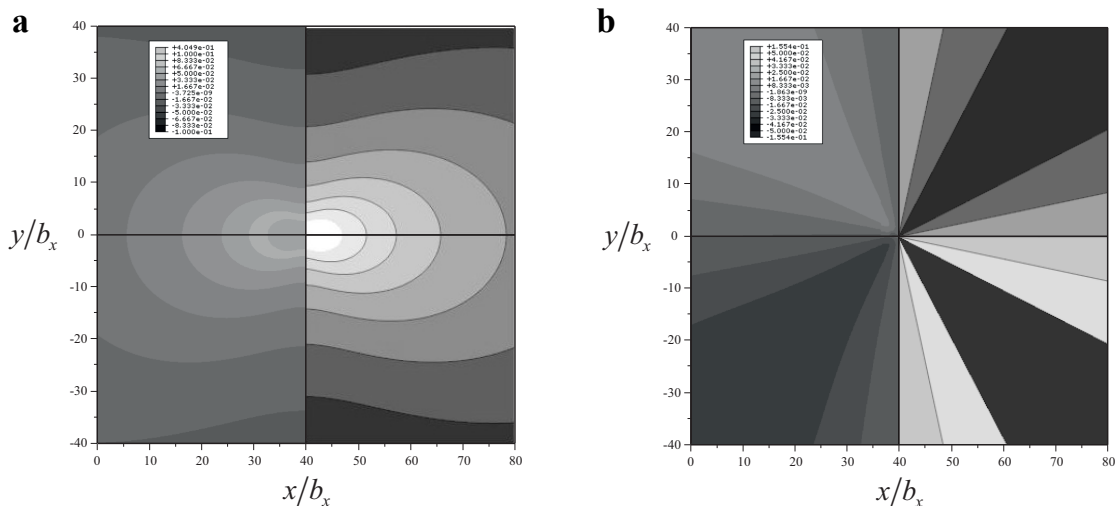 a
40
30
20
10
0
-10
-20
-30
-40
y/bₓ
+4.049e-01
+1.000e-01
+8.333e-02
+6.667e-02
+5.000e-02
+3.333e-02
+1.667e-02
-3.725e-09
-1.667e-02
-3.333e-02
-5.000e-02
-6.667e-02
-8.333e-02
-1.000e-01
0 10 20 30 40 50 60 70 80
x/bₓ
b
40
30
20
10
0
-10
-20
-30
-40
y/bₓ
+1.554e-01
+5.000e-02
+4.167e-02
+3.333e-02
+2.500e-02
+1.667e-02
+8.333e-03
-1.863e-09
-8.333e-03
-1.667e-02
-2.500e-02
-3.333e-02
-4.167e-02
-5.000e-02
-1.554e-01
0 10 20 30 40 50 60 70 80
x/bₓ